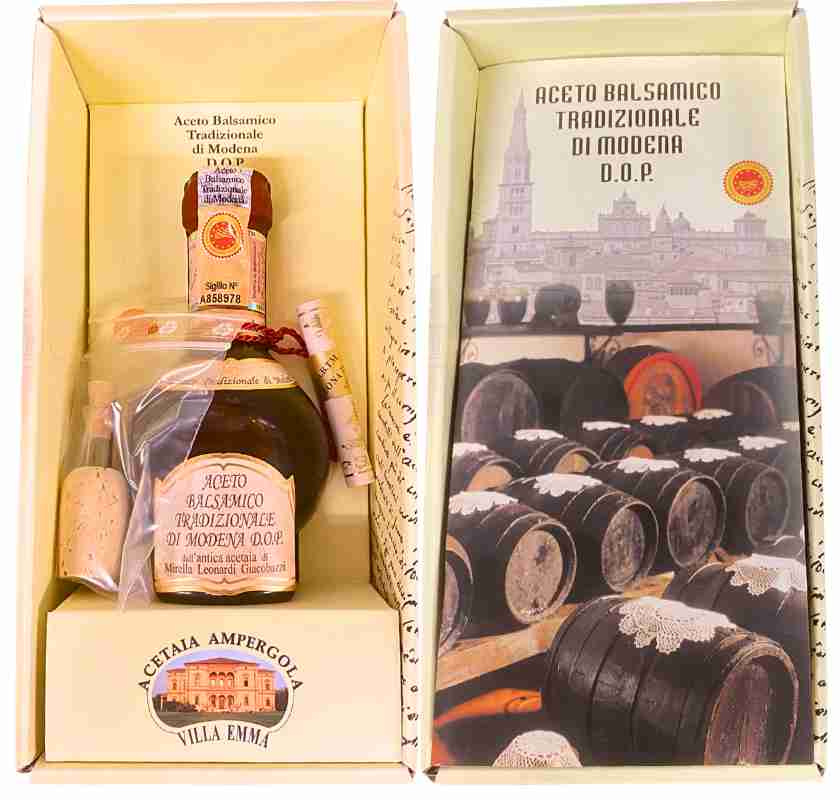 Aceto Balsamico
Tradizionale
di Modena
D.O.P.
Aceto
Balsamico
Tradizionale
di Modena
Sigillo N°
A858978
Tradizionale
ACETO
BALSAMICO
TRADIZIONALE
DI MODENA D.O.P.
dall'antica acetaia di
Mirella Leonardi Giacobazzi
ACETAIA AMPERGOLA
VILLA EMMA
ACETO BALSAMICO
TRADIZIONALE
DI MODENA
D.O.P.